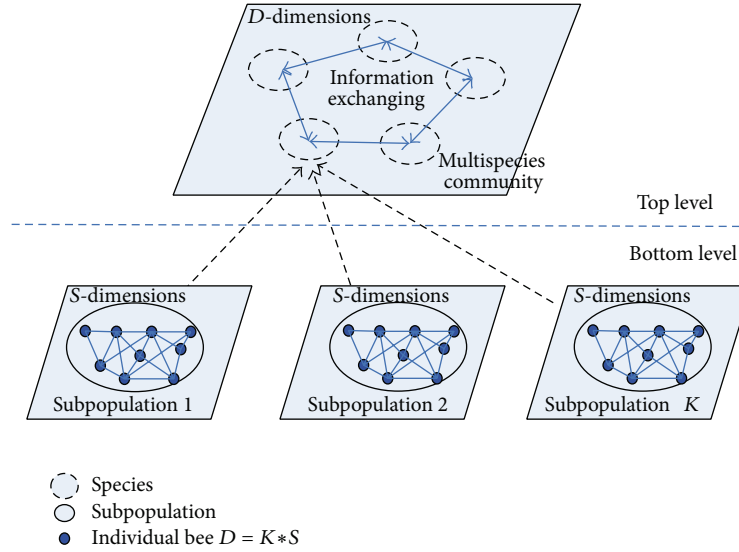 D-dimensions
Information
exchanging
Multispecies
community
Top level
Bottom level
S-dimensions
S-dimensions
S-dimensions
Subpopulation 1
Subpopulation 2
Subpopulation K
Species
Subpopulation
Individual bee D = K*S